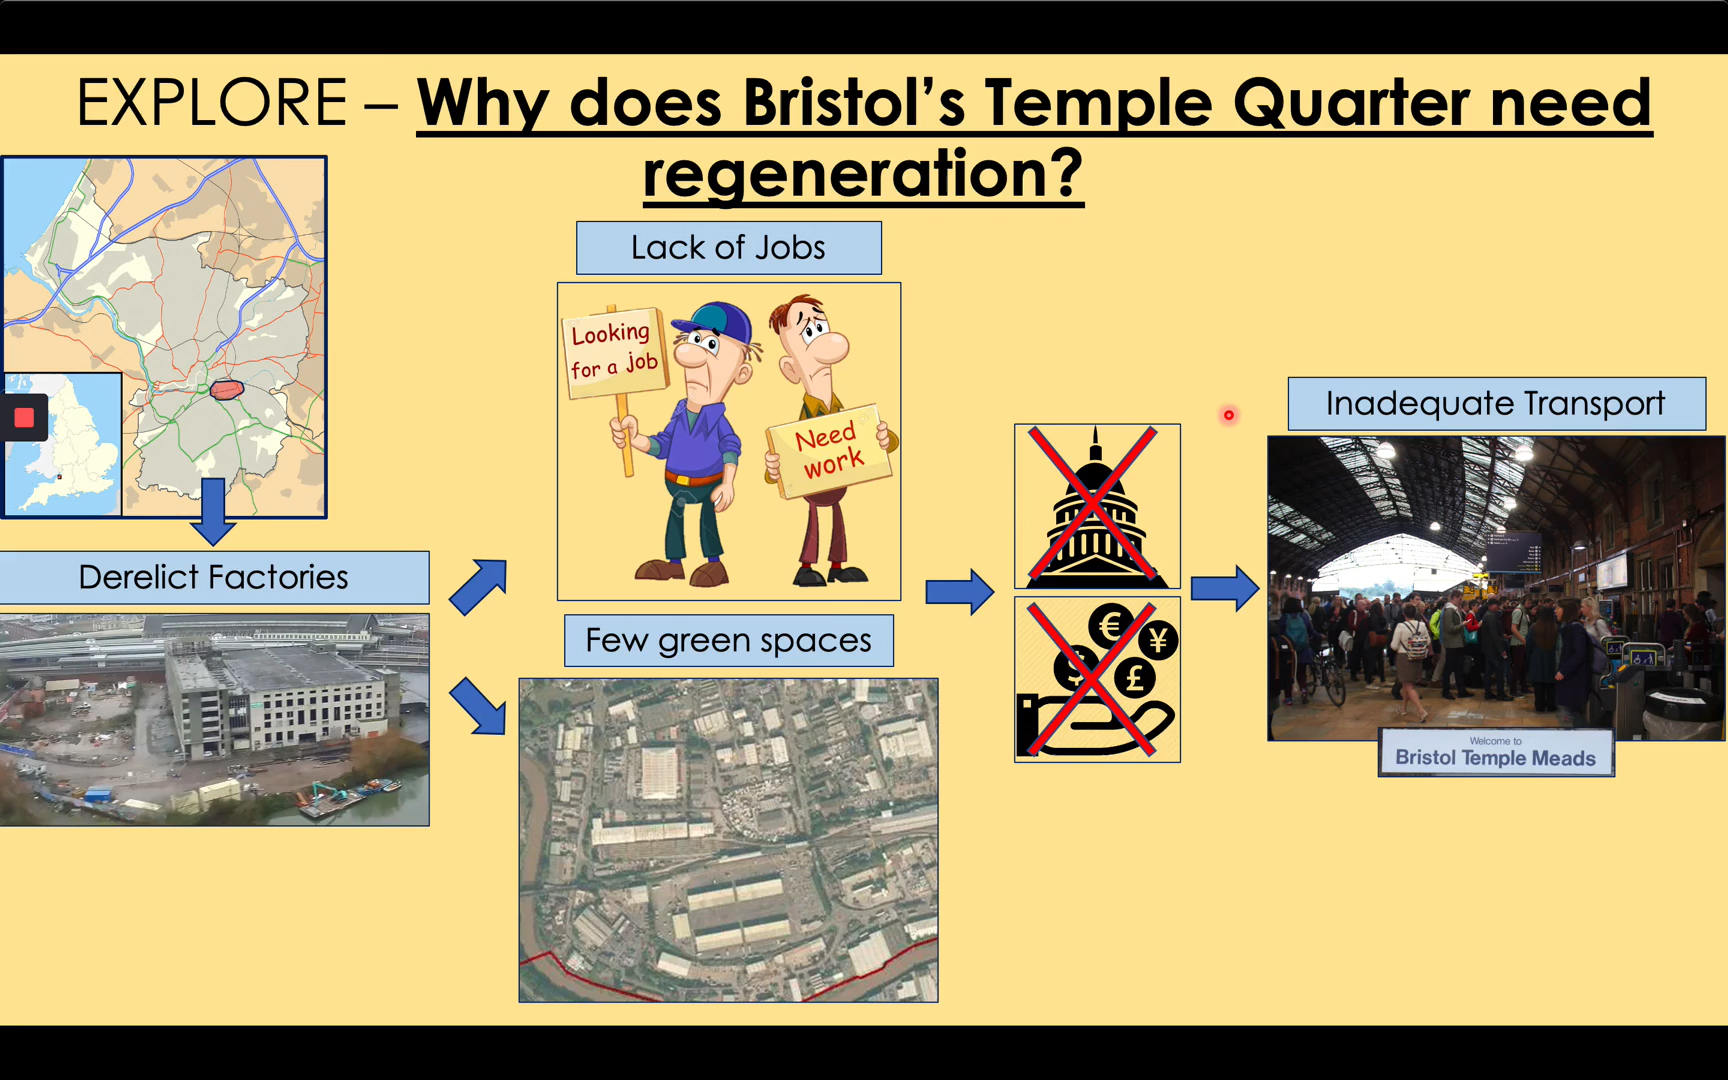 EXPLORE – Why does Bristol’s Temple Quarter need
regeneration?
Lack of Jobs
Looking
for a job
Need
work
Inadequate Transport
Derelict Factories
Few green spaces
€
¥
$
£
Welcome to
Bristol Temple Meads